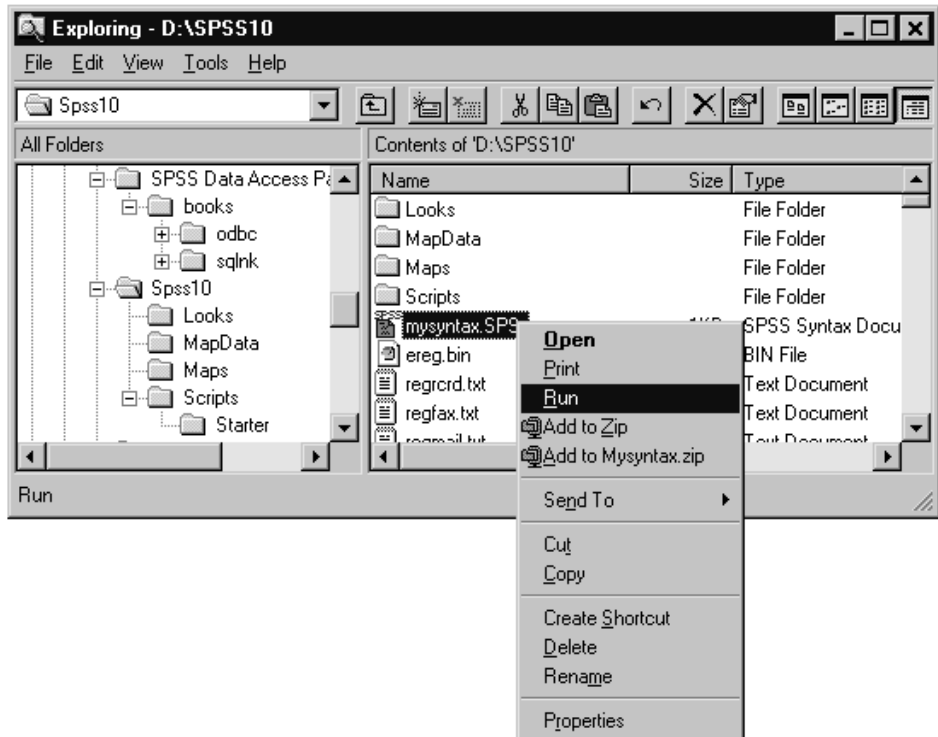 Exploring - D:\SPSS10
File Edit View Tools Help
Spss10
All Folders
Contents of 'D:\SPSS10'
SPSS Data Access
books
odbc
sqlnk
Spss10
Looks
MapData
Maps
Scripts
Starter
Name Size Type
Looks File Folder
MapData File Folder
Maps File Folder
Scripts File Folder
mysyntax.SPS SPSS Syntax Docu
ereg.bin BIN File
regrcrd.txt Text Document
regfax.txt Text Document
Text Document
Open
Print
Run
Add to Zip
Add to Mysyntax.zip
Send To
Cut
Copy
Create Shortcut
Delete
Rename
Properties
Run